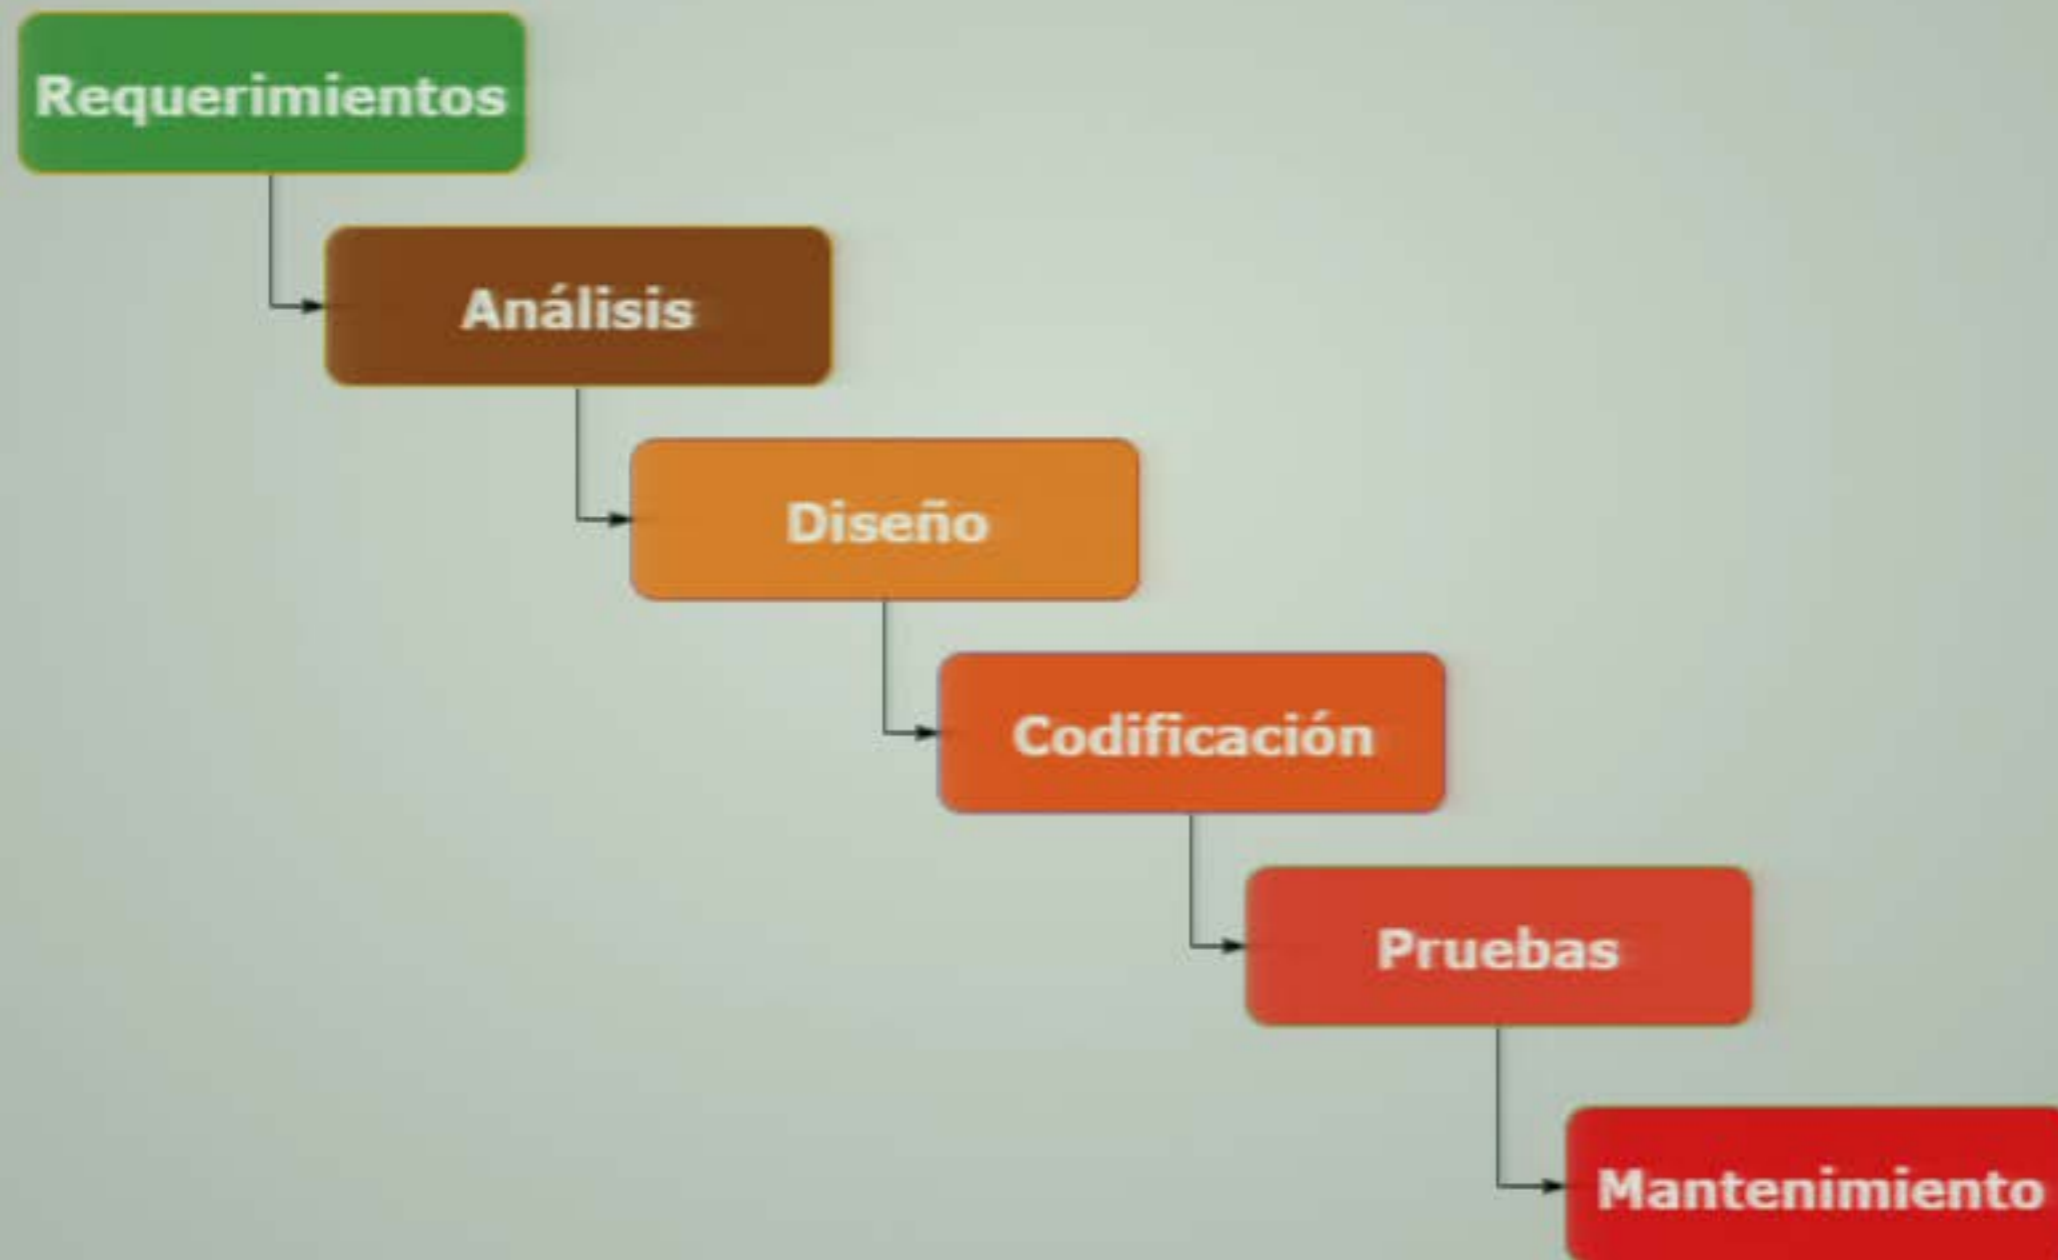 Requerimientos
Análisis
Diseño
Codificación
Pruebas
Mantenimiento